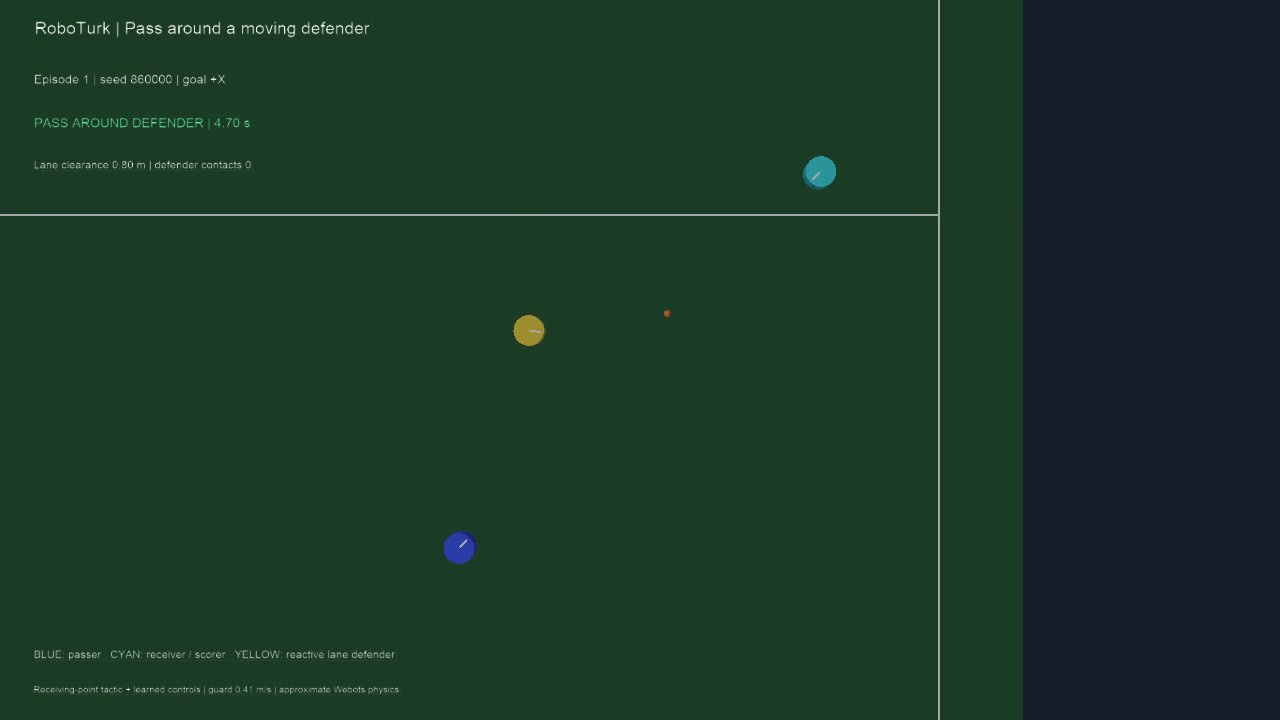 RoboTurk | Pass around a moving defender
Episode 1 | seed 860000 | goal +X
PASS AROUND DEFENDER | 4.70 s
Lane clearance 0.80 m | defender contacts 0
BLUE: passer   CYAN: receiver / scorer   YELLOW: reactive lane defender
Receiving-point tactic + learned controls | guard 0.41 m/s | approximate Webots physics